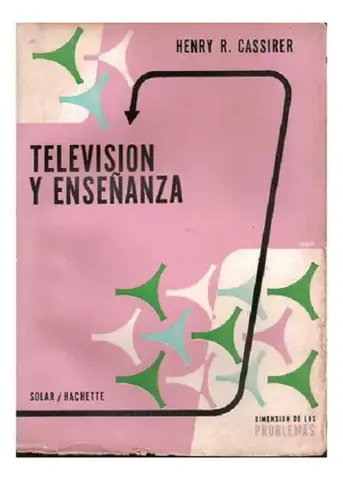 HENRY R. CASSIRER
TELEVISION
Y ENSEÑANZA
SOLAR / HACHETTE
DIMENSION DE LOS
PROBLEMAS